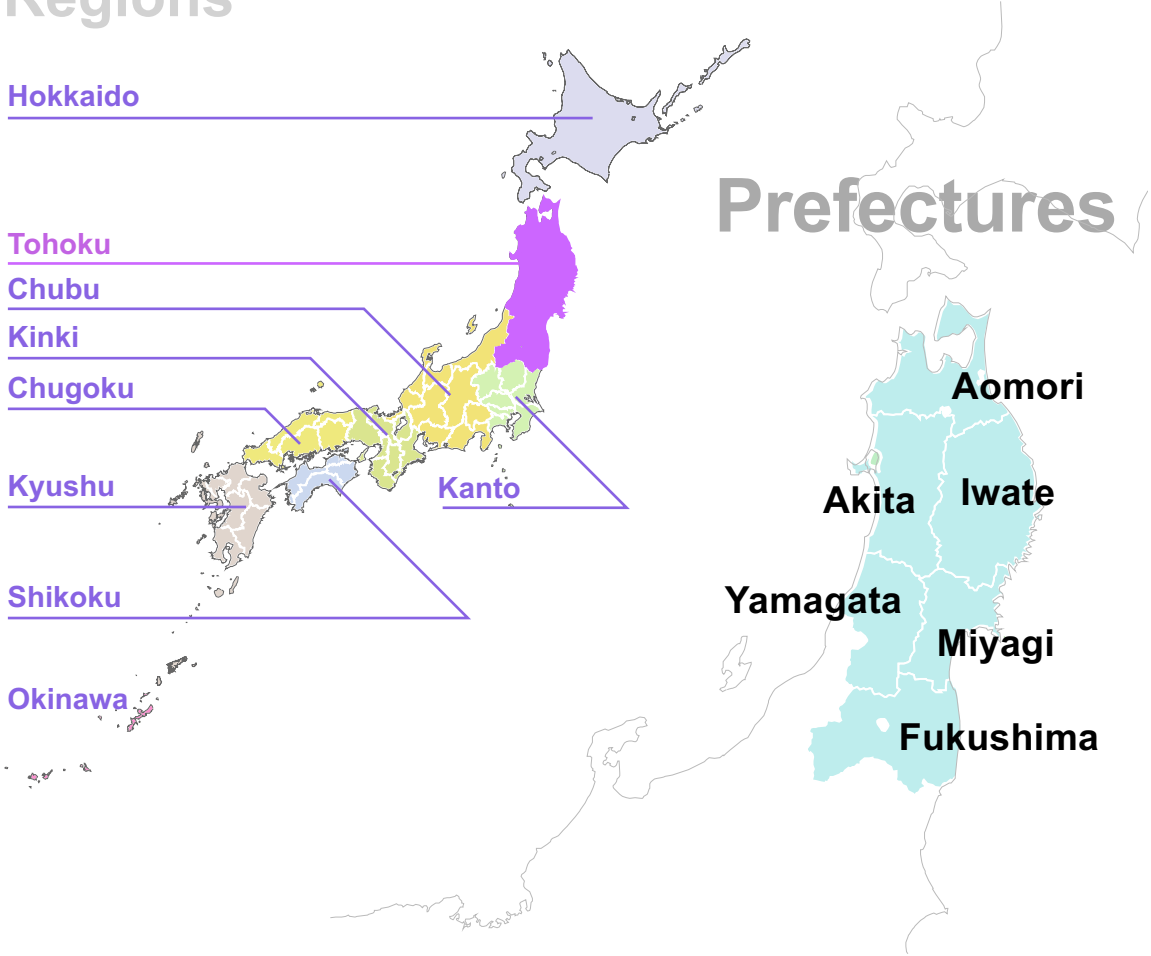 Regions
Hokkaido
Prefectures
Tohoku
Chubu
Kinki
Chugoku
Kyushu
Kanto
Shikoku
Okinawa
Aomori
Akita
Iwate
Yamagata
Miyagi
Fukushima